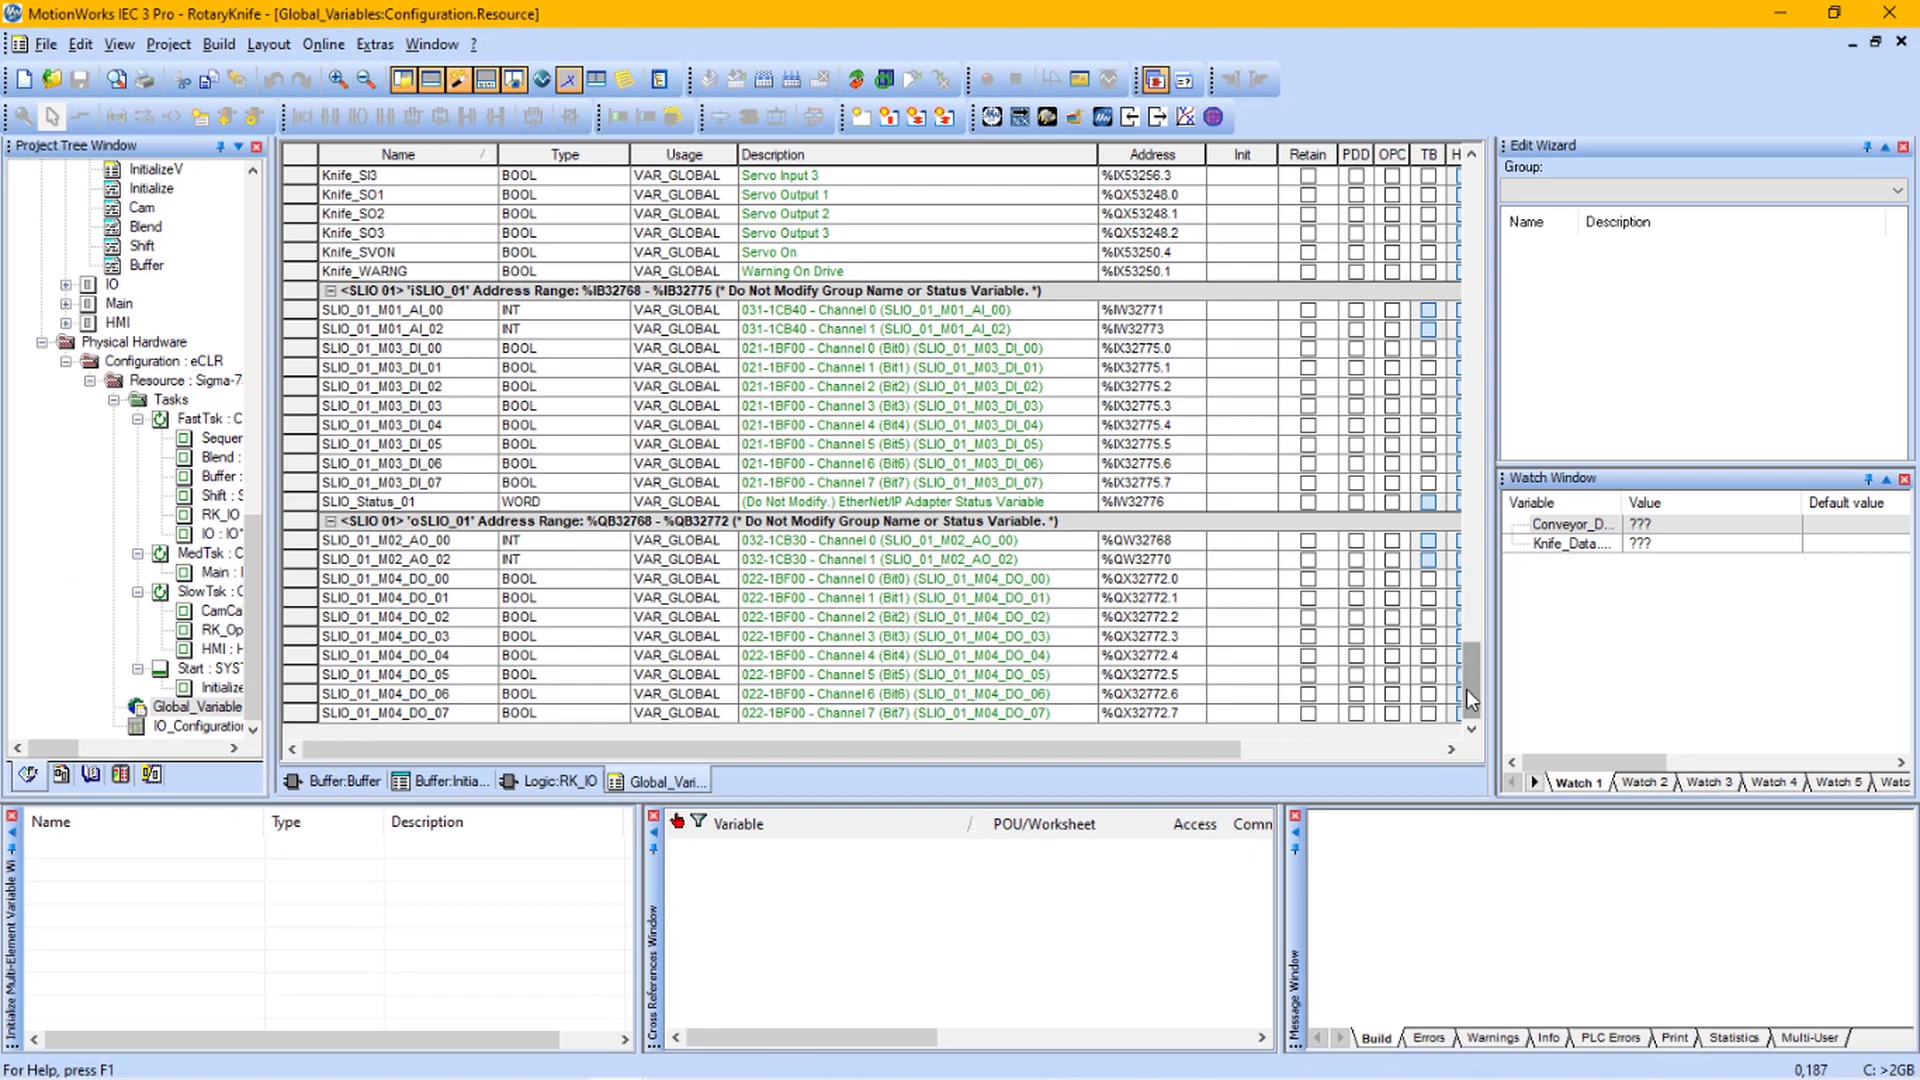 MotionWorks IEC 3 Pro - RotaryKnife - [Global_Variables:Configuration.Resource]
File Edit View Project Build Layout Online Extras Window ?
Project Tree Window
InitializeV
Initialize
Cam
Blend
Shift
Buffer
IO
Main
HMI
Physical Hardware
Configuration : eCLR
Resource : Sigma-7
Tasks
FastTsk : C
Sequer
Blend :
Buffer :
Shift : S
RK_IO
IO : IO*
MedTsk : C
Main : I
SlowTsk : C
CamCa
RK_Op
HMI : H
Start : SYS
Initialize
Global_Variable
IO_Configuration
Name / Type Usage Description Address Init Retain PDD OPC TB H
Knife_SI3 BOOL VAR_GLOBAL Servo Input 3 %IX53256.3
Knife_SO1 BOOL VAR_GLOBAL Servo Output 1 %QX53248.0
Knife_SO2 BOOL VAR_GLOBAL Servo Output 2 %QX53248.1
Knife_SO3 BOOL VAR_GLOBAL Servo Output 3 %QX53248.2
Knife_SVON BOOL VAR_GLOBAL Servo On %IX53250.4
Knife_WARNG BOOL VAR_GLOBAL Warning On Drive %IX53250.1
<SLIO 01> 'iSLIO_01' Address Range: %IB32768 - %IB32775 (* Do Not Modify Group Name or Status Variable. *)
SLIO_01_M01_AI_00 INT VAR_GLOBAL 031-1CB40 - Channel 0 (SLIO_01_M01_AI_00) %IW32771
SLIO_01_M01_AI_02 INT VAR_GLOBAL 031-1CB40 - Channel 1 (SLIO_01_M01_AI_02) %IW32773
SLIO_01_M03_DI_00 BOOL VAR_GLOBAL 021-1BF00 - Channel 0 (Bit0) (SLIO_01_M03_DI_00) %IX32775.0
SLIO_01_M03_DI_01 BOOL VAR_GLOBAL 021-1BF00 - Channel 1 (Bit1) (SLIO_01_M03_DI_01) %IX32775.1
SLIO_01_M03_DI_02 BOOL VAR_GLOBAL 021-1BF00 - Channel 2 (Bit2) (SLIO_01_M03_DI_02) %IX32775.2
SLIO_01_M03_DI_03 BOOL VAR_GLOBAL 021-1BF00 - Channel 3 (Bit3) (SLIO_01_M03_DI_03) %IX32775.3
SLIO_01_M03_DI_04 BOOL VAR_GLOBAL 021-1BF00 - Channel 4 (Bit4) (SLIO_01_M03_DI_04) %IX32775.4
SLIO_01_M03_DI_05 BOOL VAR_GLOBAL 021-1BF00 - Channel 5 (Bit5) (SLIO_01_M03_DI_05) %IX32775.5
SLIO_01_M03_DI_06 BOOL VAR_GLOBAL 021-1BF00 - Channel 6 (Bit6) (SLIO_01_M03_DI_06) %IX32775.6
SLIO_01_M03_DI_07 BOOL VAR_GLOBAL 021-1BF00 - Channel 7 (Bit7) (SLIO_01_M03_DI_07) %IX32775.7
SLIO_Status_01 WORD VAR_GLOBAL (Do Not Modify.) EtherNet/IP Adapter Status Variable %IW32776
<SLIO 01> 'oSLIO_01' Address Range: %QB32768 - %QB32772 (* Do Not Modify Group Name or Status Variable. *)
SLIO_01_M02_AO_00 INT VAR_GLOBAL 032-1CB30 - Channel 0 (SLIO_01_M02_AO_00) %QW32768
SLIO_01_M02_AO_02 INT VAR_GLOBAL 032-1CB30 - Channel 1 (SLIO_01_M02_AO_02) %QW32770
SLIO_01_M04_DO_00 BOOL VAR_GLOBAL 022-1BF00 - Channel 0 (Bit0) (SLIO_01_M04_DO_00) %QX32772.0
SLIO_01_M04_DO_01 BOOL VAR_GLOBAL 022-1BF00 - Channel 1 (Bit1) (SLIO_01_M04_DO_01) %QX32772.1
SLIO_01_M04_DO_02 BOOL VAR_GLOBAL 022-1BF00 - Channel 2 (Bit2) (SLIO_01_M04_DO_02) %QX32772.2
SLIO_01_M04_DO_03 BOOL VAR_GLOBAL 022-1BF00 - Channel 3 (Bit3) (SLIO_01_M04_DO_03) %QX32772.3
SLIO_01_M04_DO_04 BOOL VAR_GLOBAL 022-1BF00 - Channel 4 (Bit4) (SLIO_01_M04_DO_04) %QX32772.4
SLIO_01_M04_DO_05 BOOL VAR_GLOBAL 022-1BF00 - Channel 5 (Bit5) (SLIO_01_M04_DO_05) %QX32772.5
SLIO_01_M04_DO_06 BOOL VAR_GLOBAL 022-1BF00 - Channel 6 (Bit6) (SLIO_01_M04_DO_06) %QX32772.6
SLIO_01_M04_DO_07 BOOL VAR_GLOBAL 022-1BF00 - Channel 7 (Bit7) (SLIO_01_M04_DO_07) %QX32772.7
Buffer:Buffer Buffer:Initia... Logic:RK_IO Global_Vari...
Edit Wizard
Group:
Name Description
Watch Window
Variable Value Default value
Conveyor_D... ???
Knife_Data.... ???
Watch 1 Watch 2 Watch 3 Watch 4 Watch 5 Watc
Initialize Multi-Element Variable Wi
Name Type Description
Cross References Window
Variable / POU/Worksheet Access Comn
Message Window
Build Errors Warnings Info PLC Errors Print Statistics Multi-User
For Help, press F1
0,187 C: >2GB